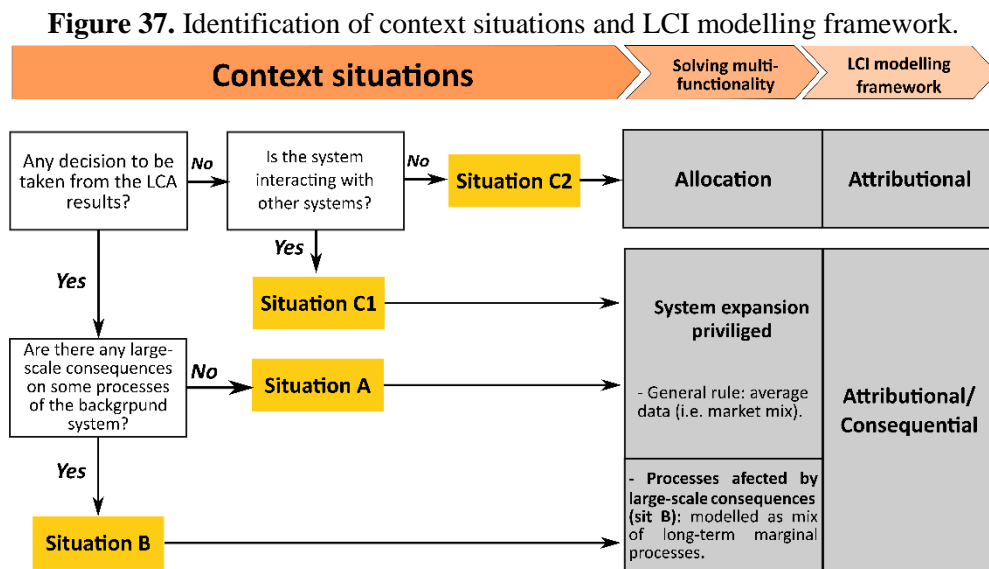 Figure 37. Identification of context situations and LCI modelling framework.
Context situations
Solving multi-
functionality
LCI modelling
framework
Any decision to be
taken from the LCA
results?
No
Is the system
interacting with
other systems?
No
Situation C2
Allocation
Attributional
Yes
Yes
Situation C1
System expansion
priviliged
Are there any large-
scale consequences
on some processes
of the backgrpund
system?
No
Situation A
- General rule: average
data (i.e. market mix).
Attributional/
Consequential
Yes
- Processes afected by
large-scale consequences
(sit B): modelled as mix
of long-term marginal
processes.
Situation B